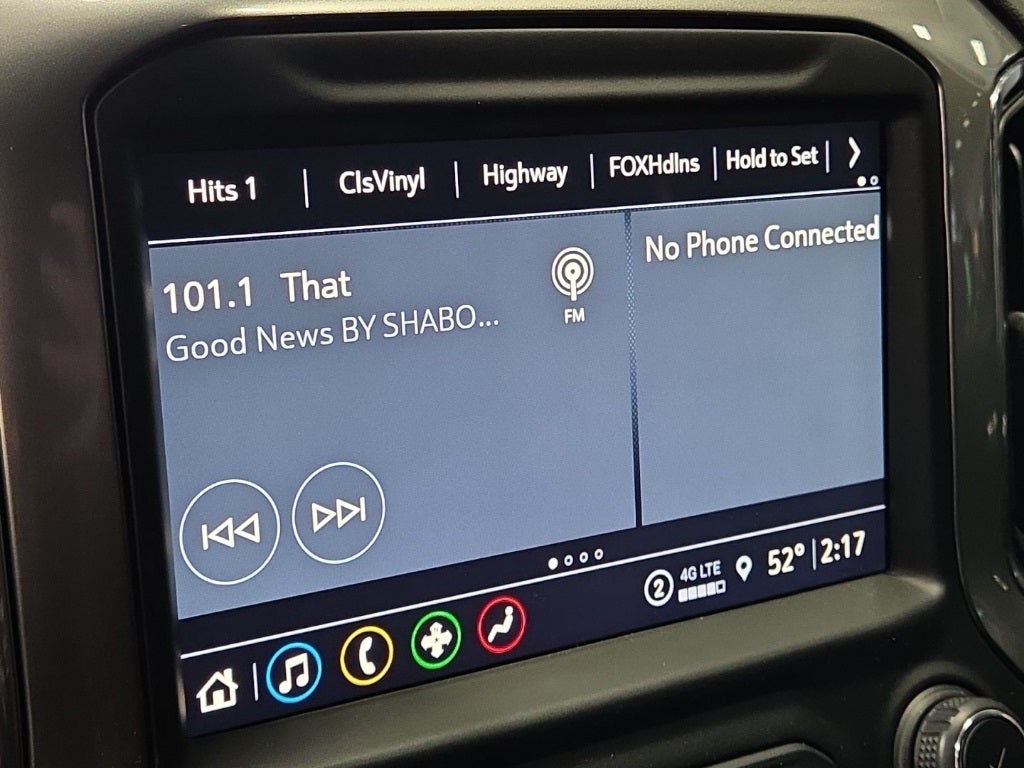 Hits 1 | ClsVinyl | Highway | FOXHdlns | Hold to Set |
101.1 That
Good News BY SHABO...
FM
No Phone Connected
2 4G LTE 52° | 2:17